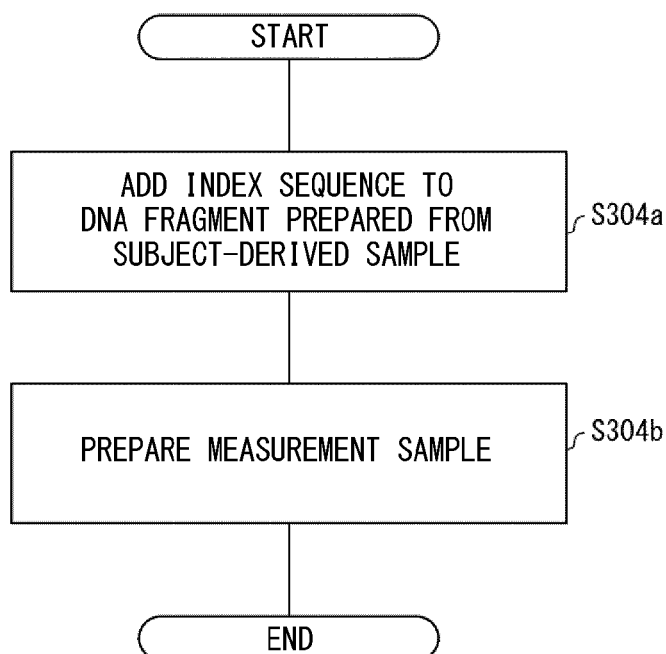 START
ADD INDEX SEQUENCE TO
DNA FRAGMENT PREPARED FROM
SUBJECT-DERIVED SAMPLE
S304a
PREPARE MEASUREMENT SAMPLE
S304b
END